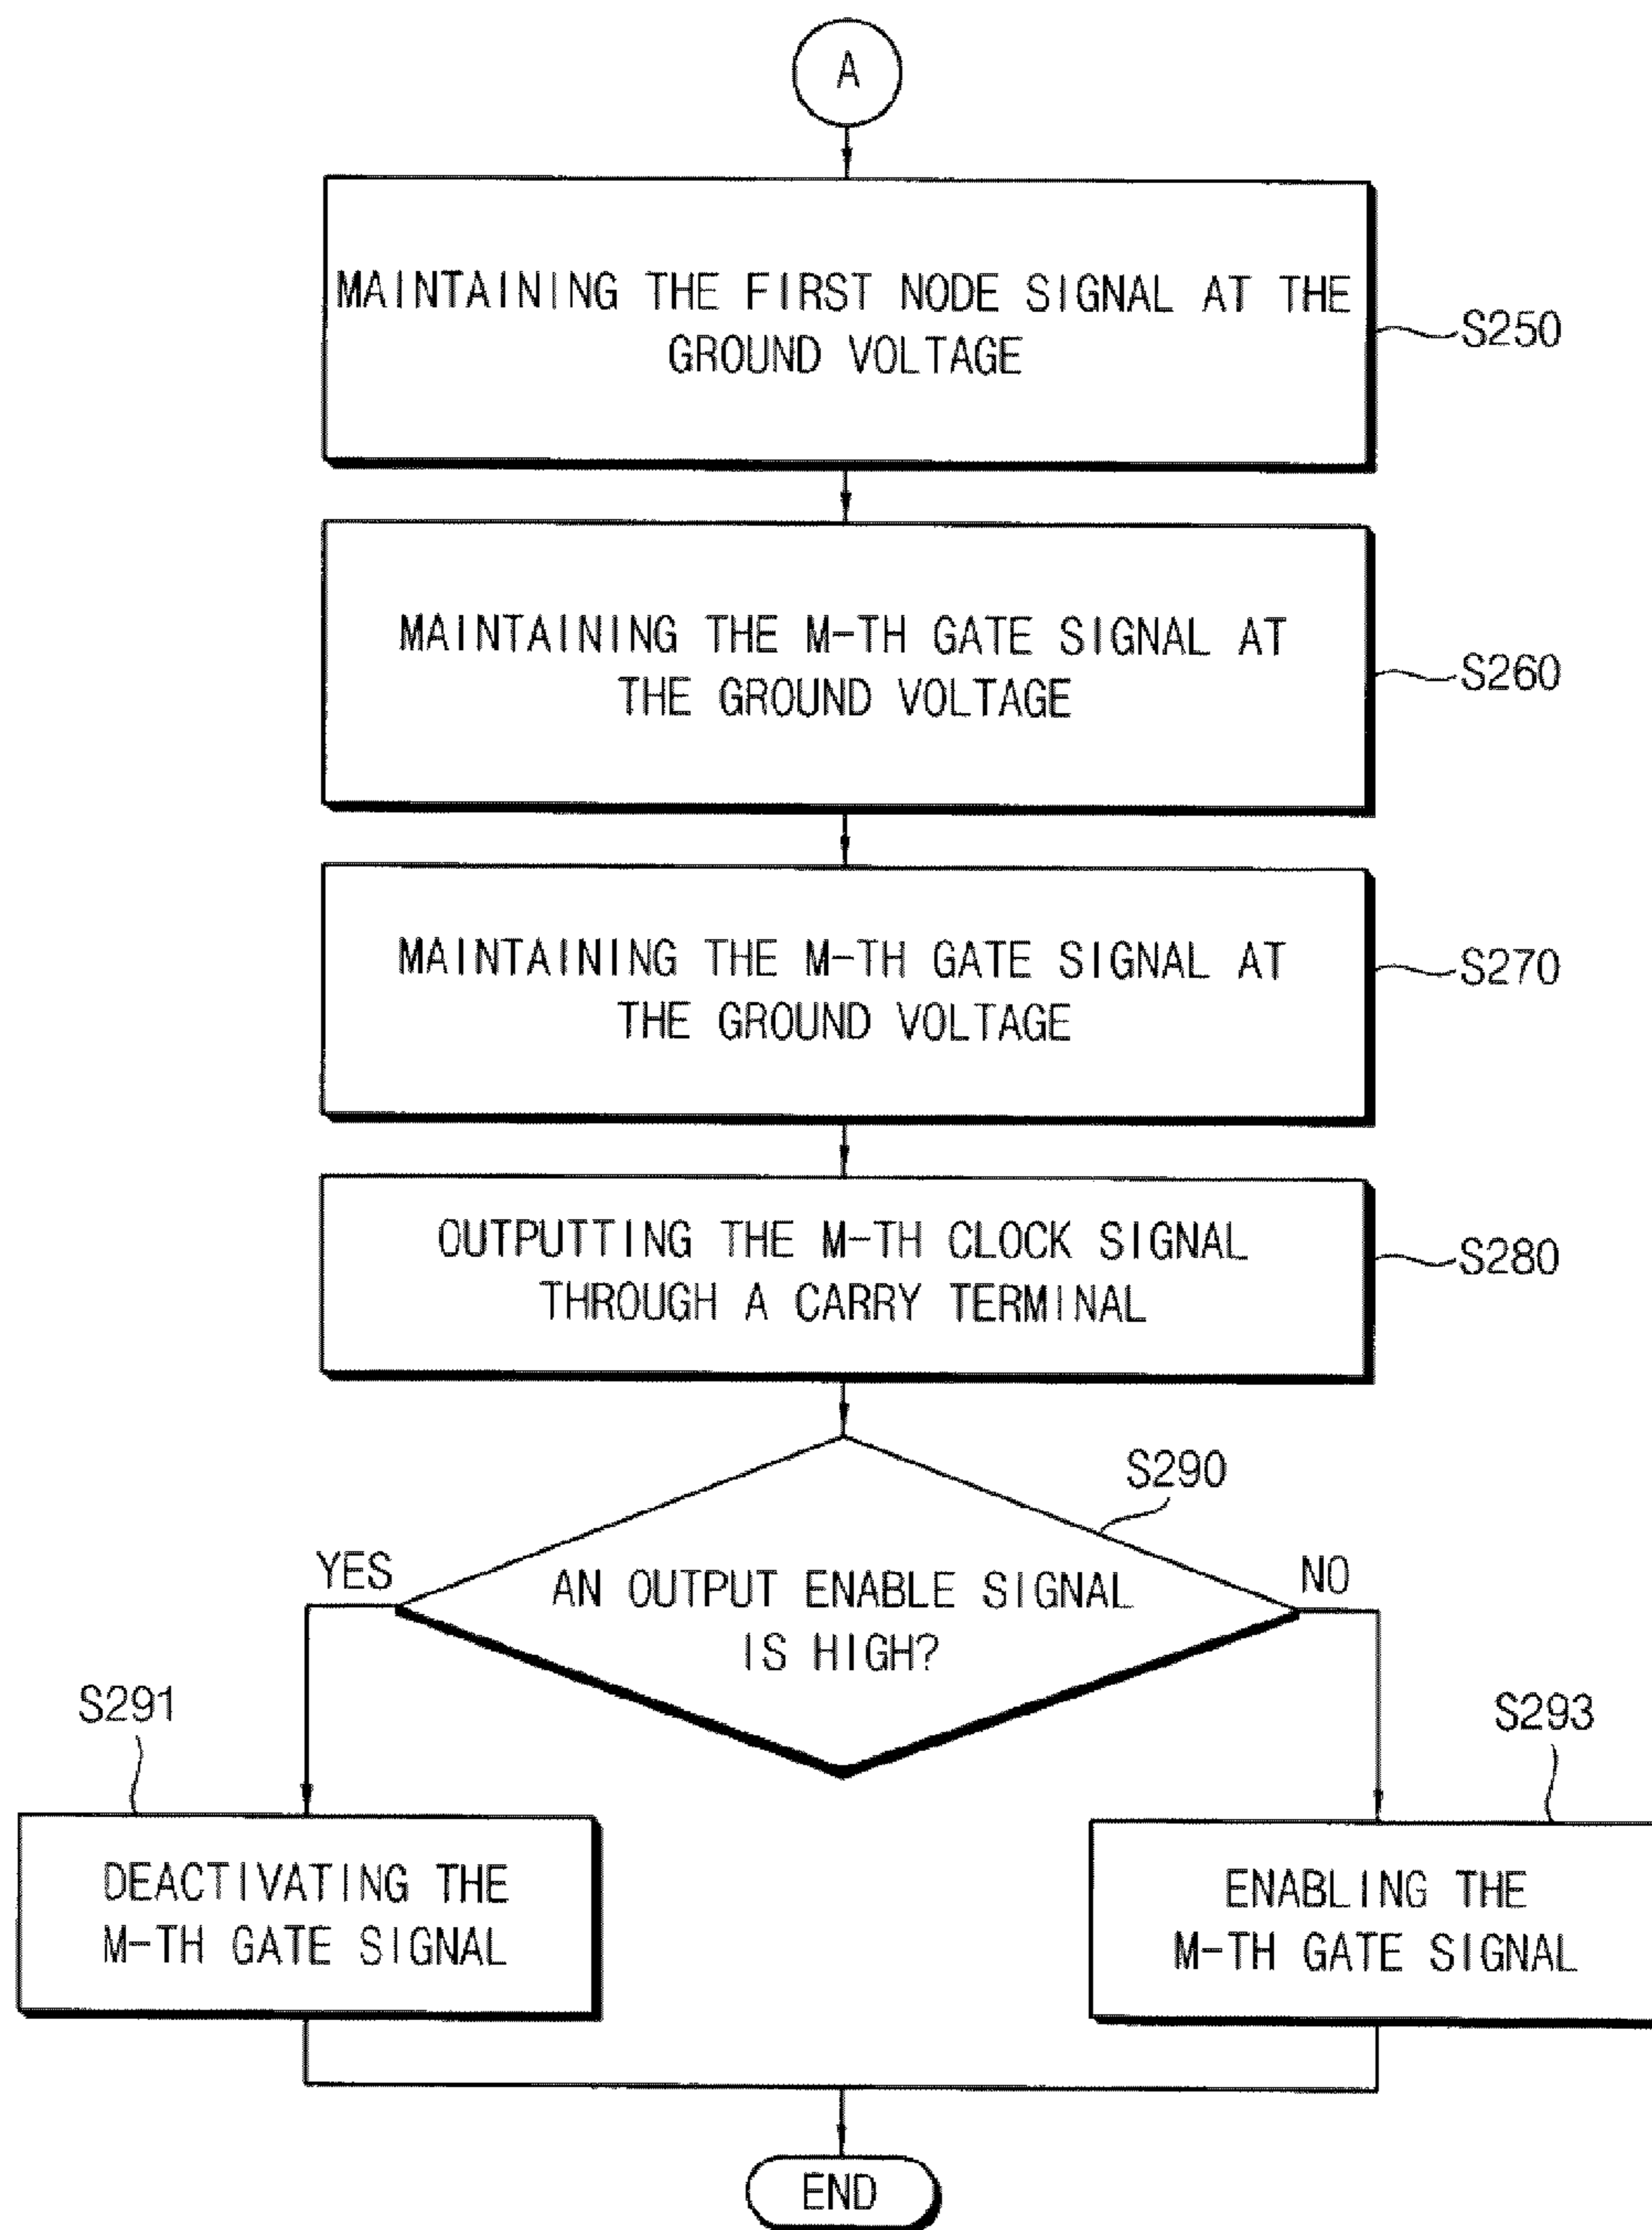 A
MAINTAINING THE FIRST NODE SIGNAL AT THE
GROUND VOLTAGE
S250
MAINTAINING THE M-TH GATE SIGNAL AT
THE GROUND VOLTAGE
S260
MAINTAINING THE M-TH GATE SIGNAL AT
THE GROUND VOLTAGE
S270
OUTPUTTING THE M-TH CLOCK SIGNAL
THROUGH A CARRY TERMINAL
S280
S290
YES
AN OUTPUT ENABLE SIGNAL
IS HIGH?
NO
S291
S293
DEACTIVATING THE
M-TH GATE SIGNAL
ENABLING THE
M-TH GATE SIGNAL
END